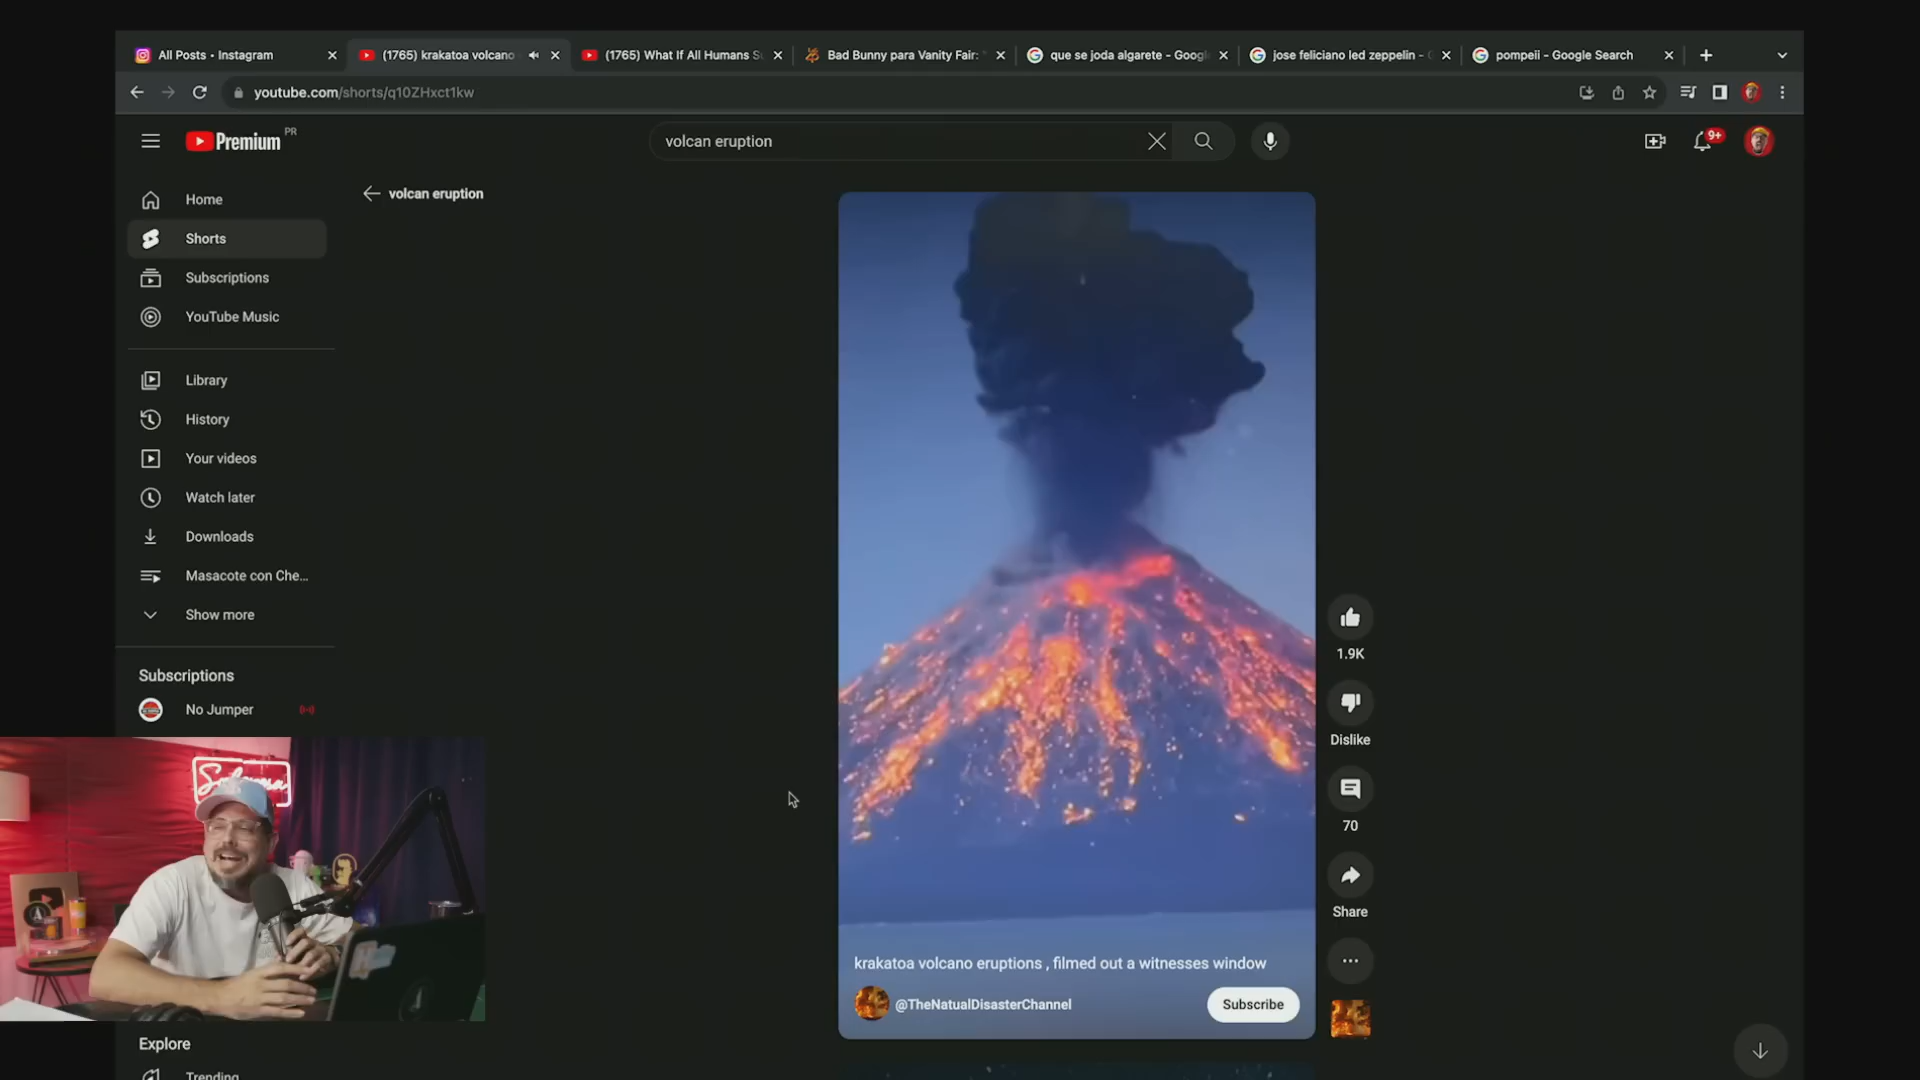 All Posts • Instagram
(1765) krakatoa volcano
(1765) What If All Humans S
Bad Bunny para Vanity Fair: "
que se joda algarete - Google
jose feliciano led zeppelin - G
pompeii - Google Search
youtube.com/shorts/q10ZHxct1kw
Premium PR
volcan eruption
9+
Home
Shorts
Subscriptions
YouTube Music
Library
History
Your videos
Watch later
Downloads
Masacote con Che...
Show more
Subscriptions
No Jumper
Explore
Trending
volcan eruption
krakatoa volcano eruptions , filmed out a witnesses window
@TheNatualDisasterChannel
Subscribe
1.9K
Dislike
70
Share